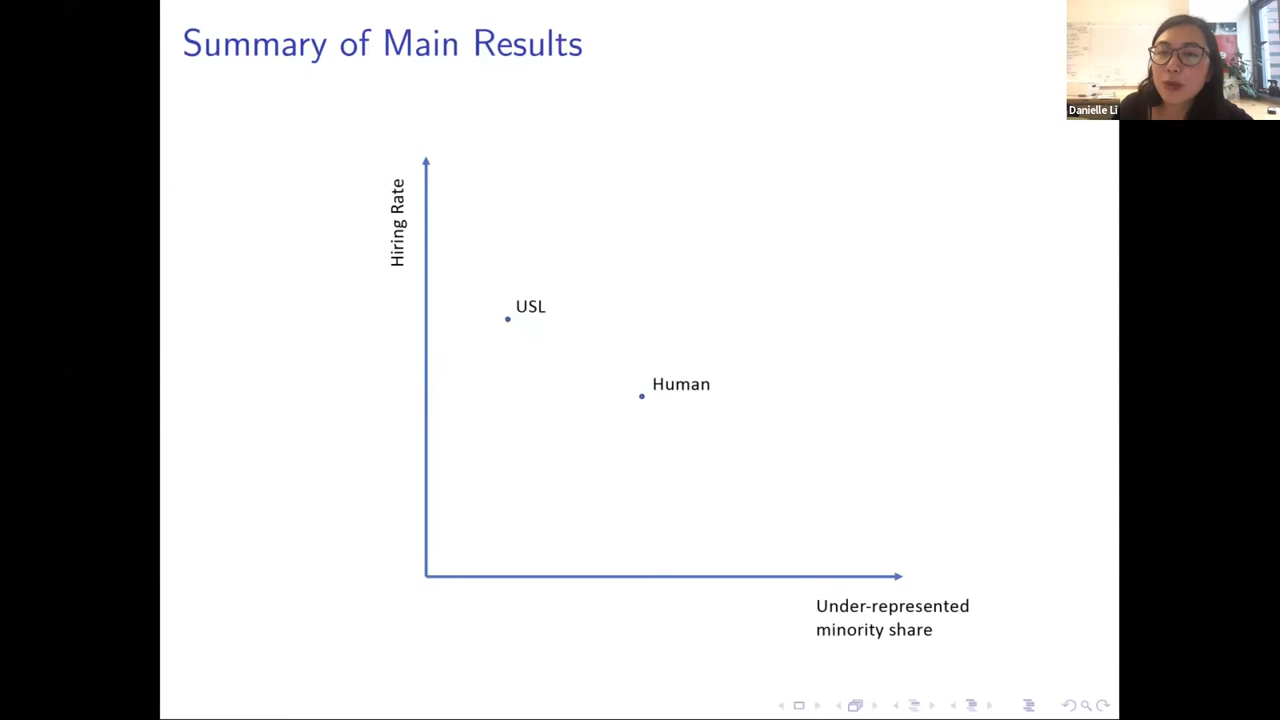 Summary of Main Results
Danielle Li
Hiring Rate
USL
Human
Under-represented
minority share